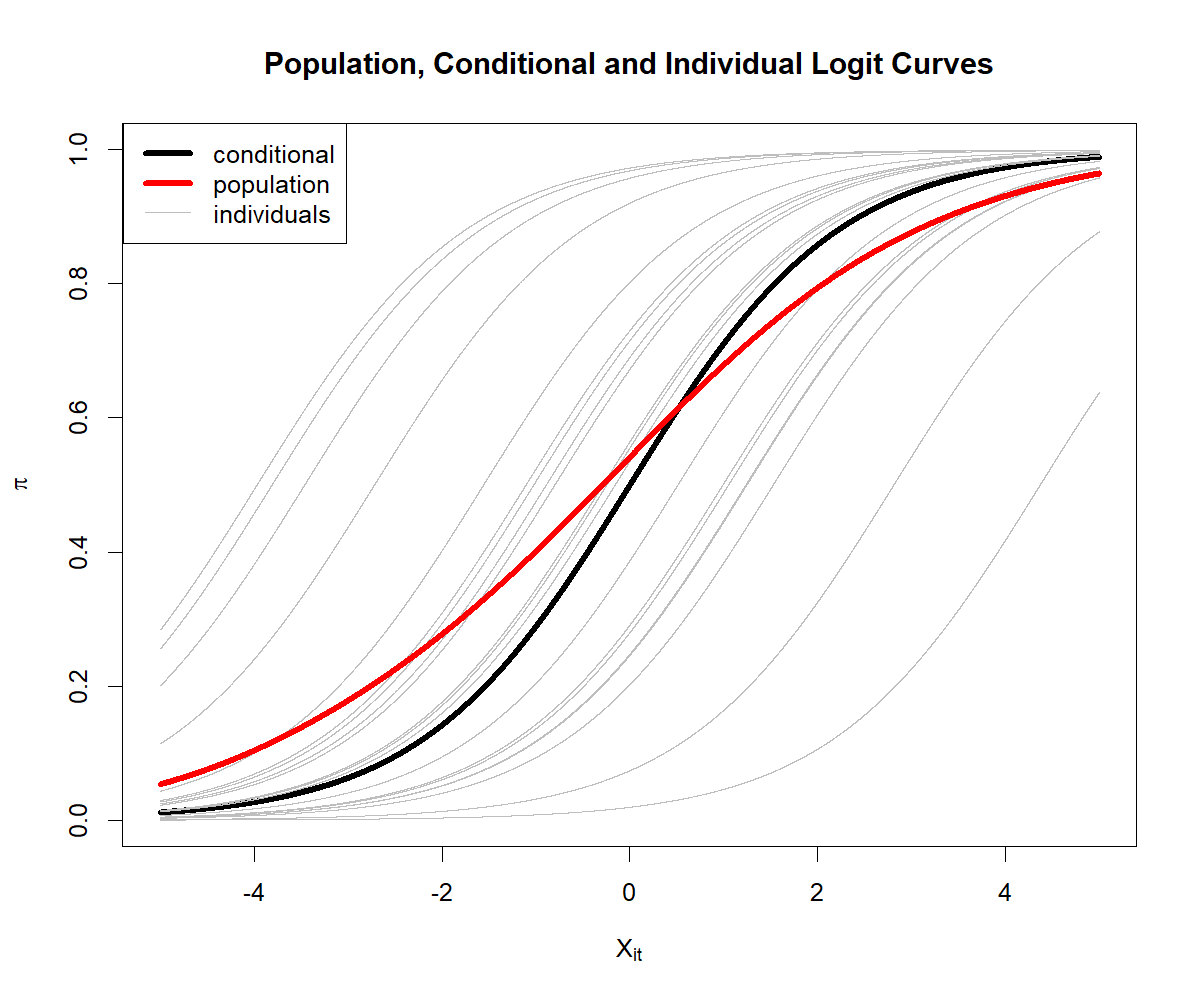 Population, Conditional and Individual Logit Curves
conditional
population
individuals
1.0
0.8
0.6
0.4
0.2
0.0
π
-4 -2 0 2 4
Xit